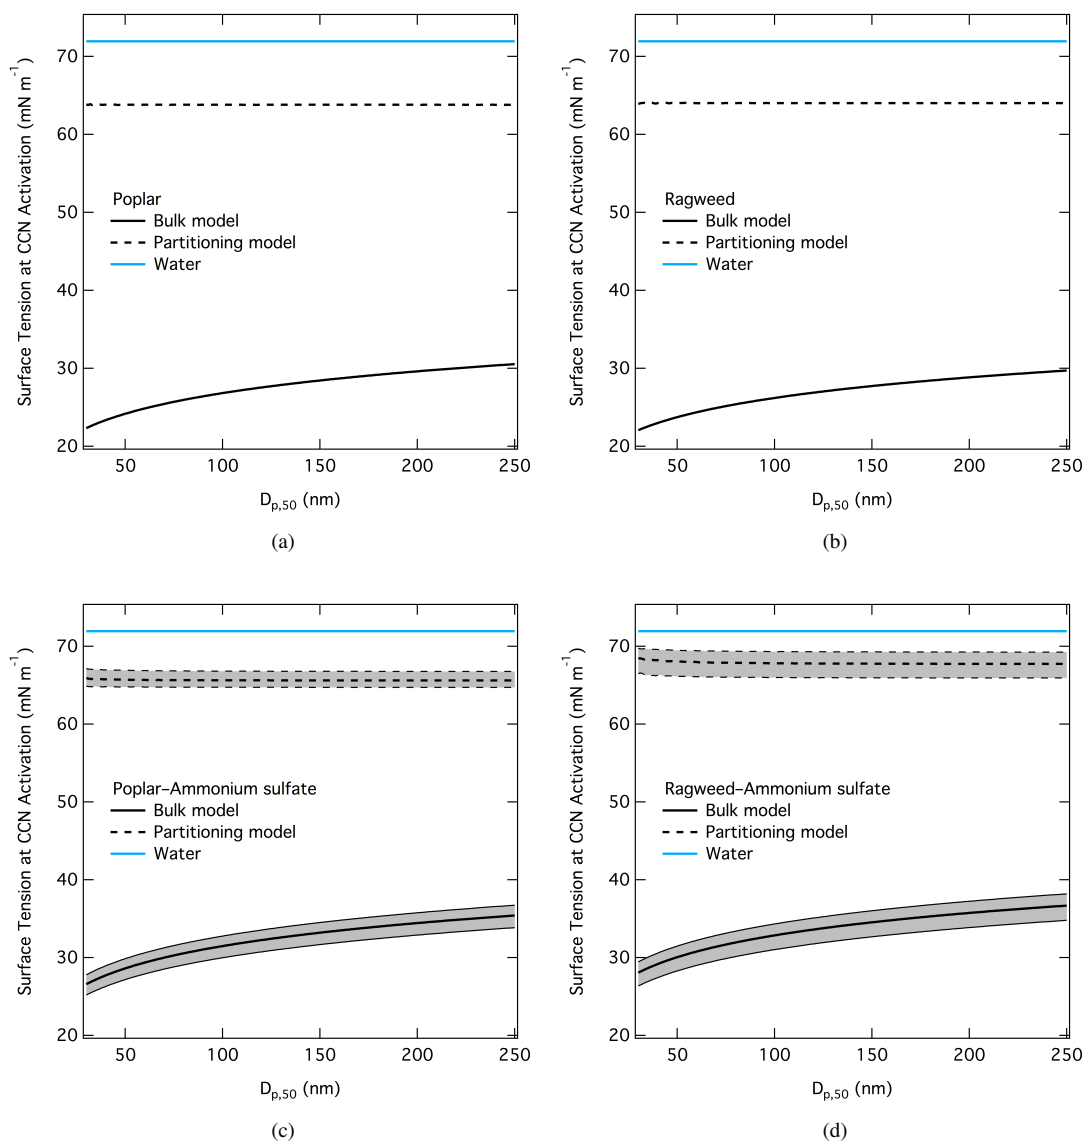 Surface Tension at CCN Activation (mN m⁻¹)
70
60
50
40
30
20
Poplar
Bulk model
Partitioning model
Water
50
100
150
200
250
Dp,50 (nm)
(a)
Surface Tension at CCN Activation (mN m⁻¹)
70
60
50
40
30
20
Ragweed
Bulk model
Partitioning model
Water
50
100
150
200
250
Dp,50 (nm)
(b)
Surface Tension at CCN Activation (mN m⁻¹)
70
60
50
40
30
20
Poplar–Ammonium sulfate
Bulk model
Partitioning model
Water
50
100
150
200
250
Dp,50 (nm)
(c)
Surface Tension at CCN Activation (mN m⁻¹)
70
60
50
40
30
20
Ragweed–Ammonium sulfate
Bulk model
Partitioning model
Water
50
100
150
200
250
Dp,50 (nm)
(d)